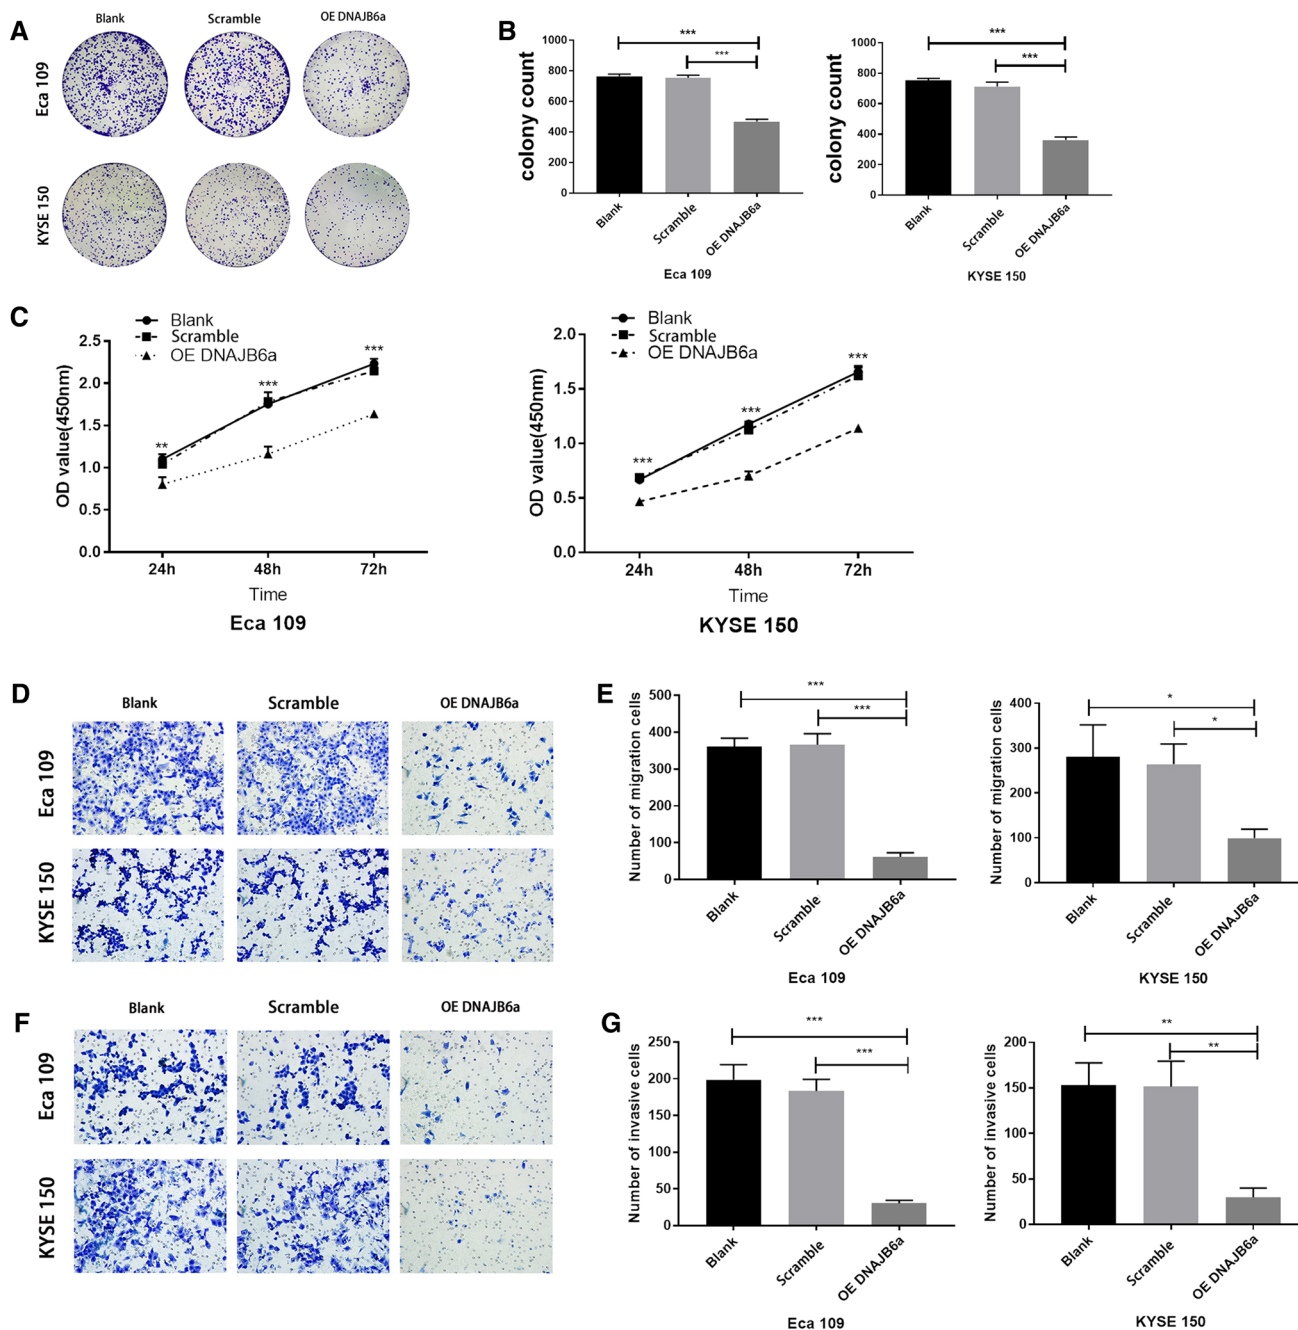 A
Blank
Scramble
OE DNAJB6a
Eca 109
KYSE 150
B
colony count
1000
800
600
400
200
0
***
***
Blank
Scramble
OE DNAJB6a
Eca 109
colony count
1000
800
600
400
200
0
***
***
Blank
Scramble
OE DNAJB6a
KYSE 150
C
Blank
Scramble
OE DNAJB6a
OD value(450nm)
2.5
2.0
1.5
1.0
0.5
0.0
**
***
***
24h
48h
72h
Time
Eca 109
Blank
Scramble
OE DNAJB6a
OD value(450nm)
2.0
1.5
1.0
0.5
0.0
***
***
***
24h
48h
72h
Time
KYSE 150
D
Blank
Scramble
OE DNAJB6a
Eca 109
KYSE 150
E
Number of migration cells
500
400
300
200
100
0
***
***
Blank
Scramble
OE DNAJB6a
Eca 109
Number of migration cells
400
300
200
100
0
*
*
Blank
Scramble
OE DNAJB6a
KYSE 150
F
Blank
Scramble
OE DNAJB6a
Eca 109
KYSE 150
G
Number of invasive cells
250
200
150
100
50
0
***
***
Blank
Scramble
OE DNAJB6a
Eca 109
Number of invasive cells
200
150
100
50
0
**
**
Blank
Scramble
OE DNAJB6a
KYSE 150